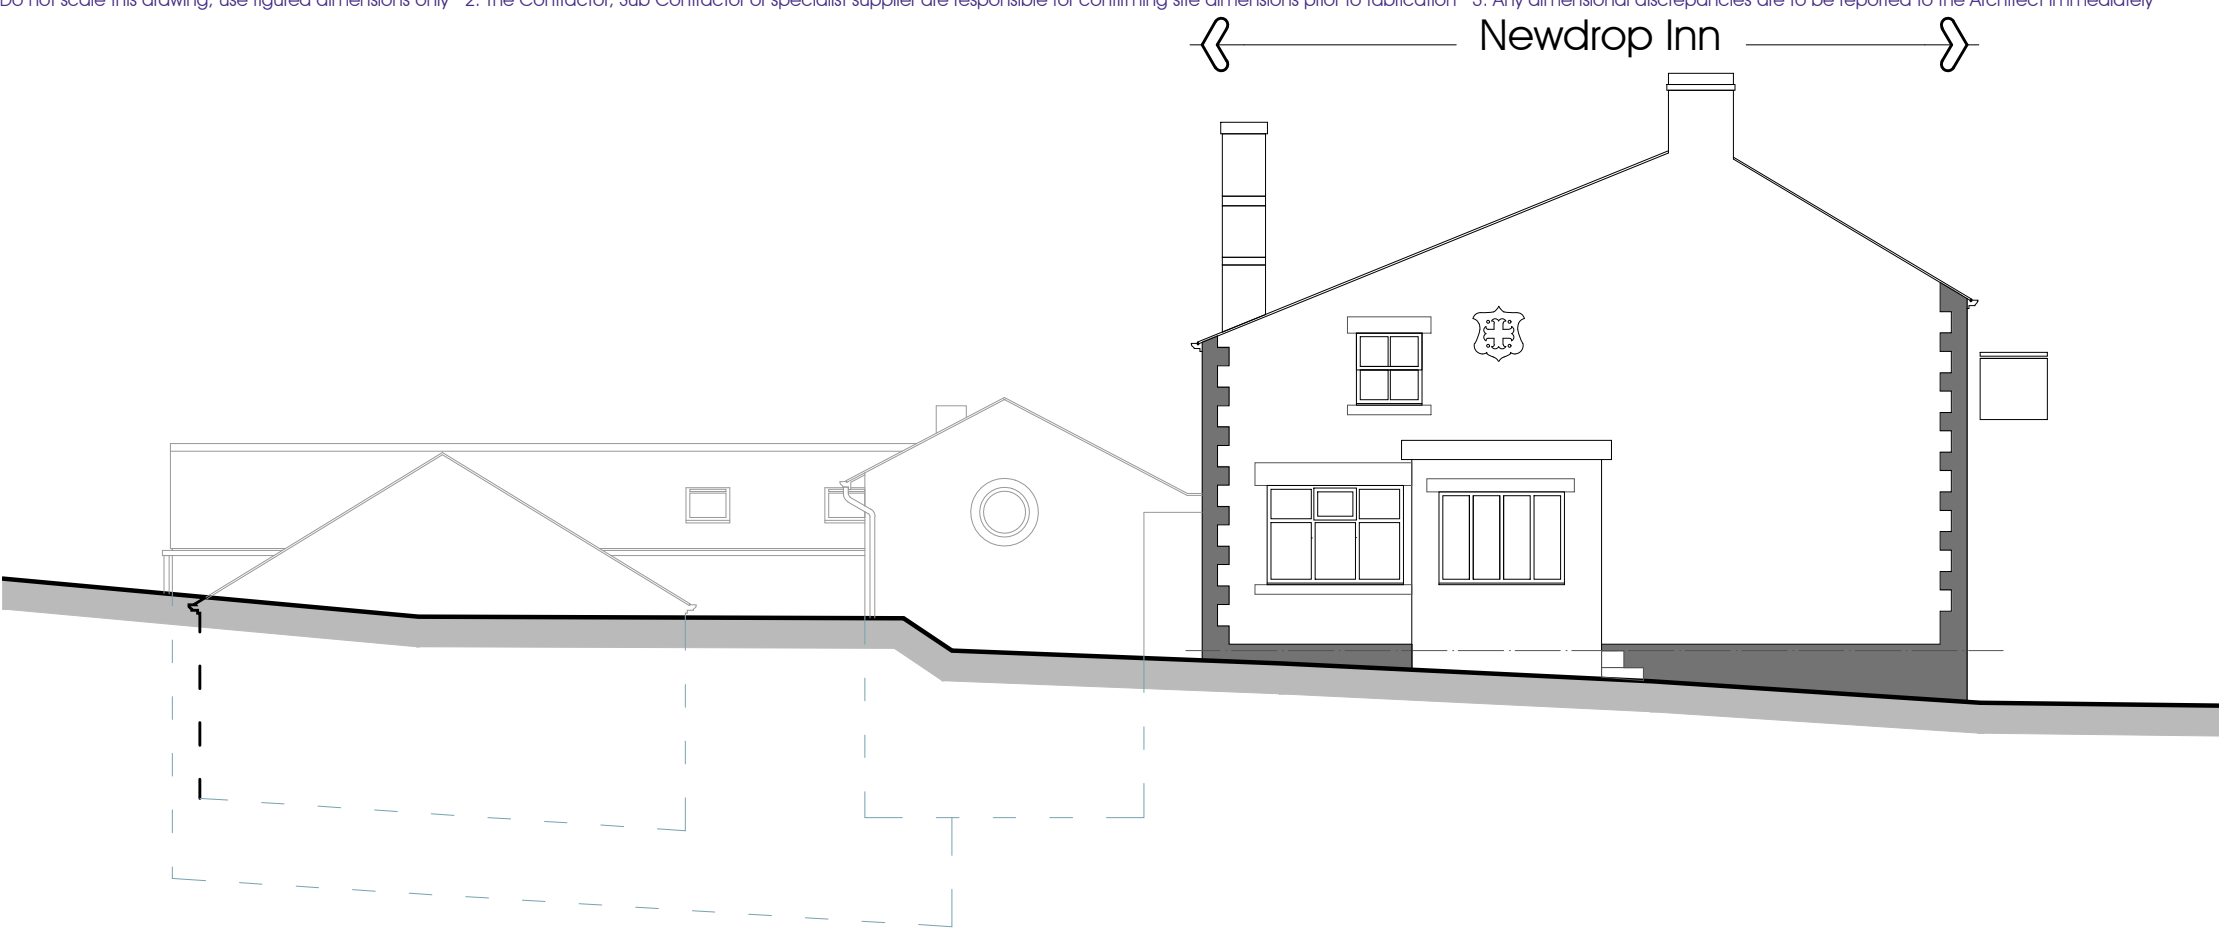 Do not scale this drawing, use figured dimensions only 2. The Contractor, Sub Contractor or specialist supplier are responsible for confirming site dimensions prior to fabrication 3. Any dimensional discrepancies are to be reported to the Architect immediately
Newdrop Inn